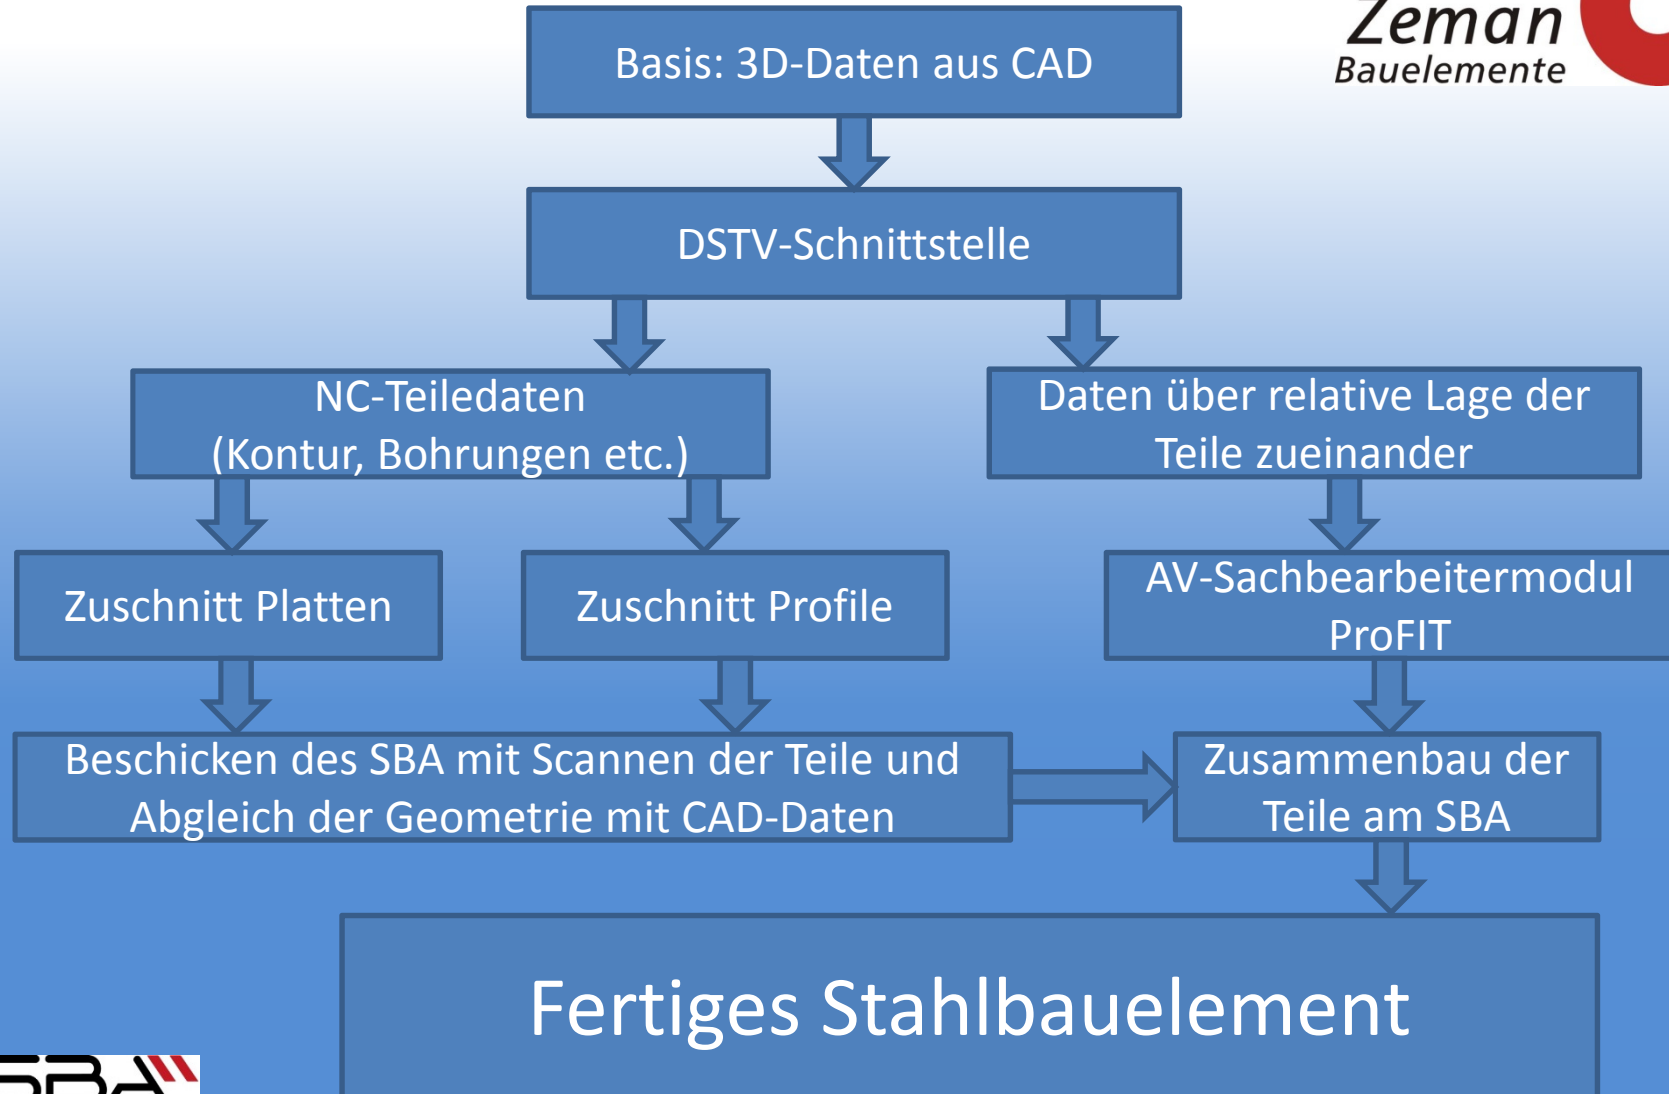 Zeman
Bauelemente
Basis: 3D-Daten aus CAD
DSTV-Schnittstelle
NC-Teiledaten
(Kontur, Bohrungen etc.)
Daten über relative Lage der
Teile zueinander
Zuschnitt Platten
Zuschnitt Profile
AV-Sachbearbeitermodul
ProFIT
Beschicken des SBA mit Scannen der Teile und
Abgleich der Geometrie mit CAD-Daten
Zusammenbau der
Teile am SBA
Fertiges Stahlbauelement
SBA